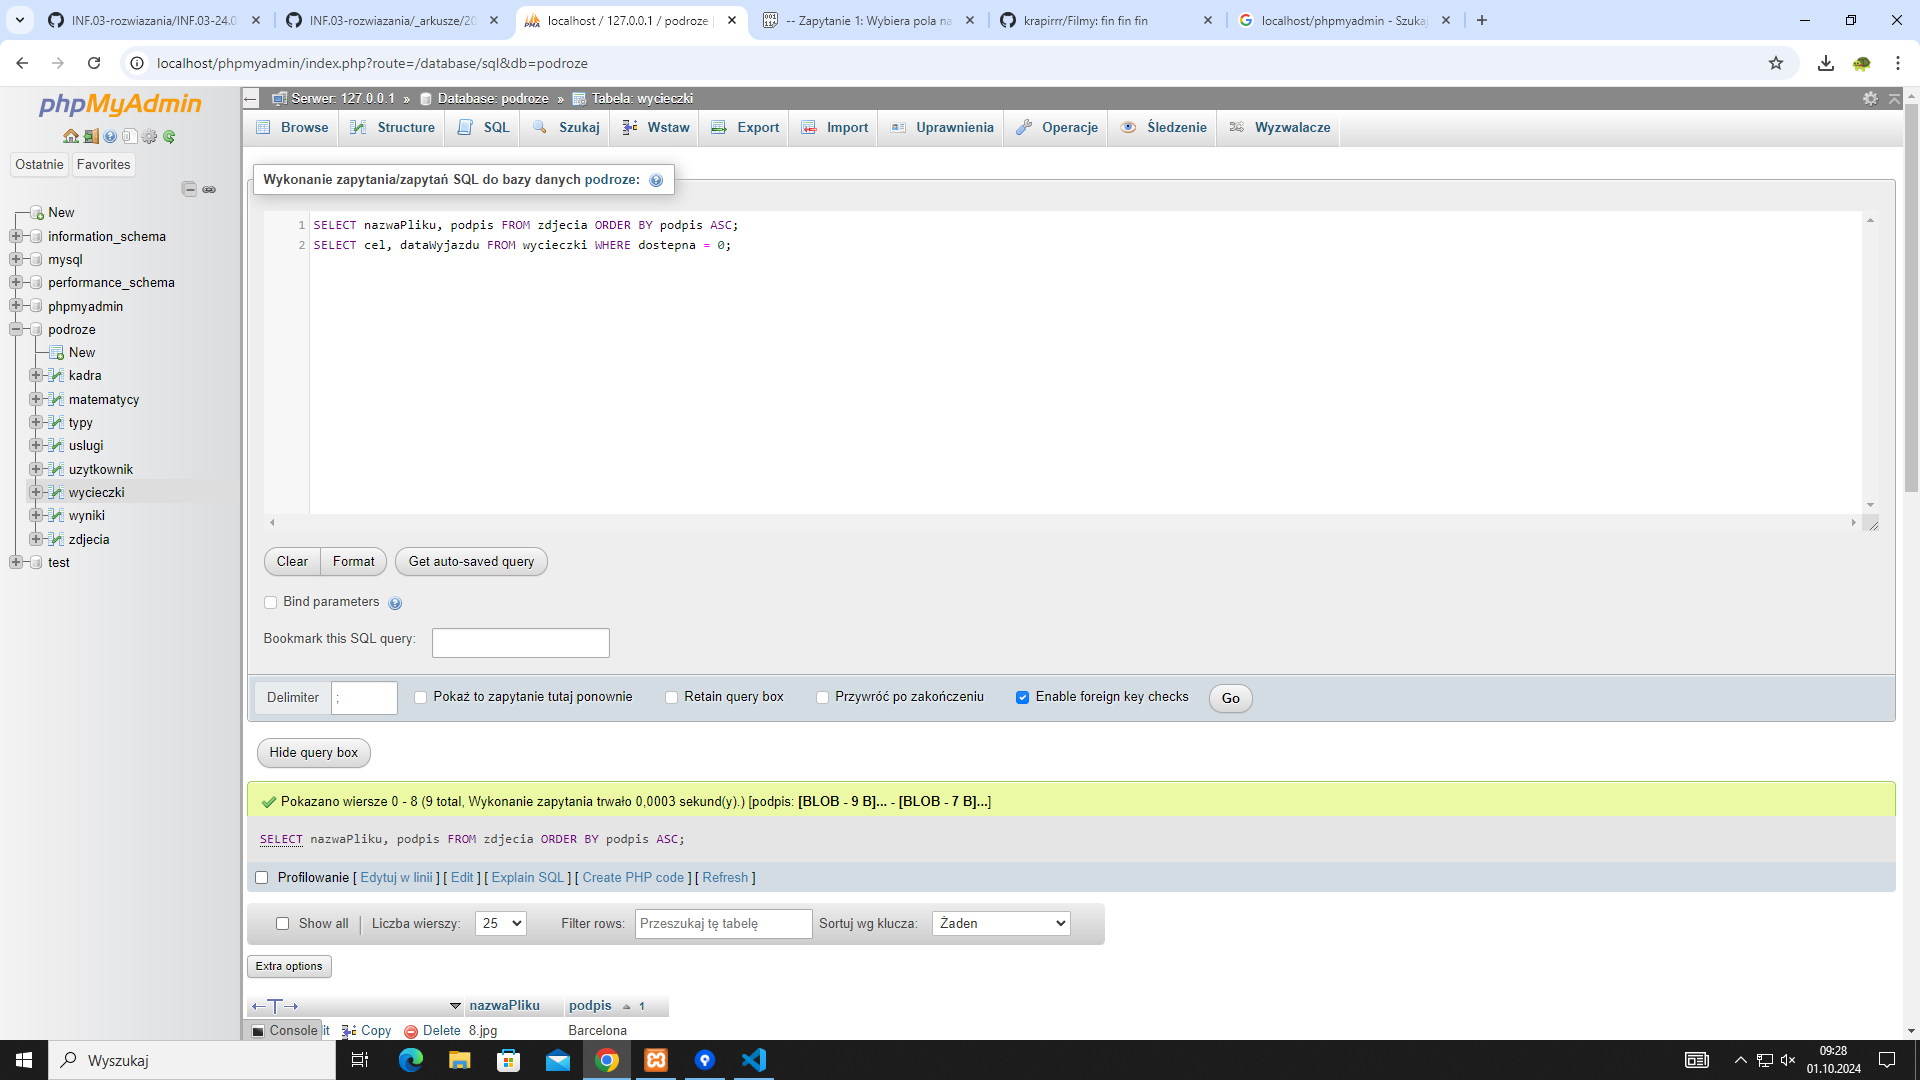 INF.03-rozwiazania/INF.03-24.0
INF.03-rozwiazania/_arkusze/20
localhost / 127.0.0.1 / podroze |
-- Zapytanie 1: Wybiera pola na
krapirrr/Filmy: fin fin fin
localhost/phpmyadmin - Szuka
localhost/phpmyadmin/index.php?route=/database/sql&db=podroze
phpMyAdmin
Ostatnie
Favorites
New
information_schema
mysql
performance_schema
phpmyadmin
podroze
New
kadra
matematycy
typy
uslugi
uzytkownik
wycieczki
wyniki
zdjecia
test
Serwer: 127.0.0.1 » Database: podroze » Tabela: wycieczki
Browse Structure SQL Szukaj Wstaw Export Import Uprawnienia Operacje Śledzenie Wyzwalacze
Wykonanie zapytania/zapytań SQL do bazy danych podroze:
1 SELECT nazwaPliku, podpis FROM zdjecia ORDER BY podpis ASC;
2 SELECT cel, dataWyjazdu FROM wycieczki WHERE dostepna = 0;
Clear Format Get auto-saved query
Bind parameters
Bookmark this SQL query:
Delimiter ; Pokaż to zapytanie tutaj ponownie Retain query box Przywróć po zakończeniu Enable foreign key checks Go
Hide query box
Pokazano wiersze 0 - 8 (9 total, Wykonanie zapytania trwało 0,0003 sekund(y).) [podpis: [BLOB - 9 B]... - [BLOB - 7 B]...]
SELECT nazwaPliku, podpis FROM zdjecia ORDER BY podpis ASC;
Profilowanie [ Edytuj w linii ] [ Edit ] [ Explain SQL ] [ Create PHP code ] [ Refresh ]
Show all Liczba wierszy: 25 Filter rows: Przeszukaj tę tabelę Sortuj wg klucza: Żaden
Extra options
←T→ nazwaPliku podpis 1
Console it Copy Delete 8.jpg Barcelona
Wyszukaj
09:28
01.10.2024